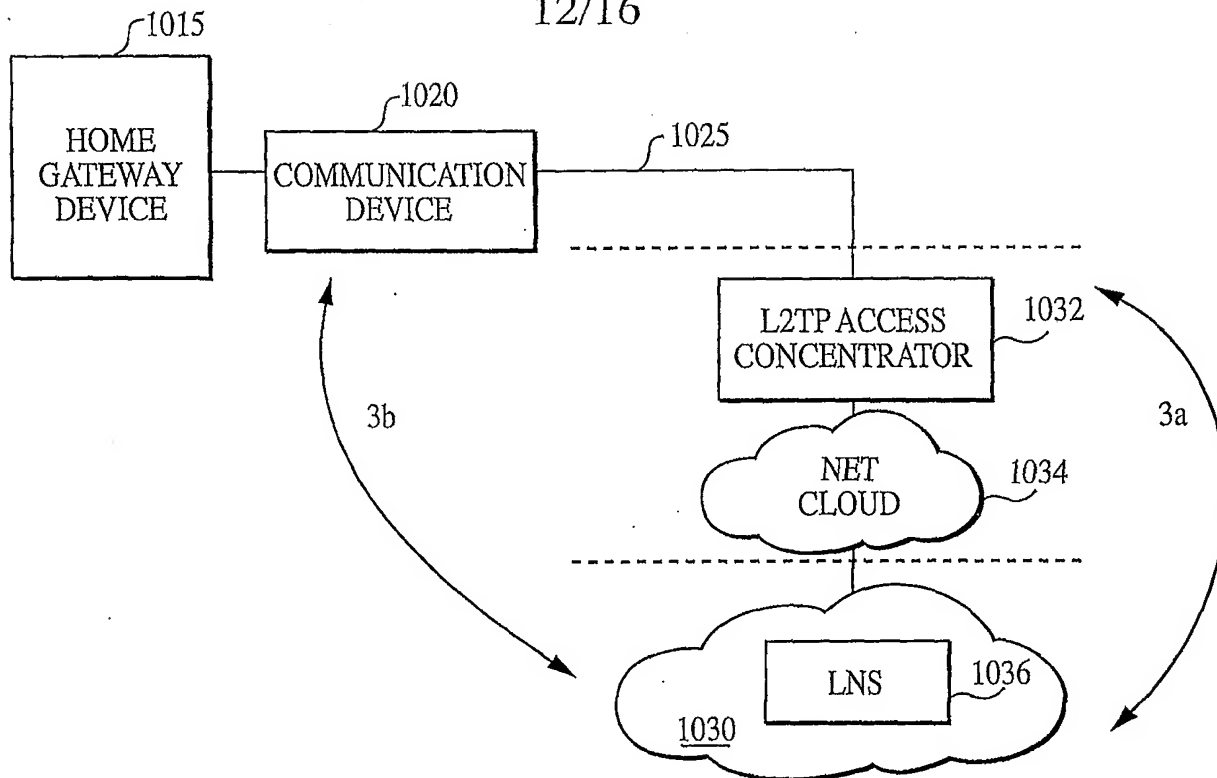 12/16
1015
HOME
GATEWAY
DEVICE
1020
COMMUNICATION
DEVICE
1025
L2TP ACCESS
CONCENTRATOR
1032
3b
3a
NET
CLOUD
1034
LNS
1036
1030